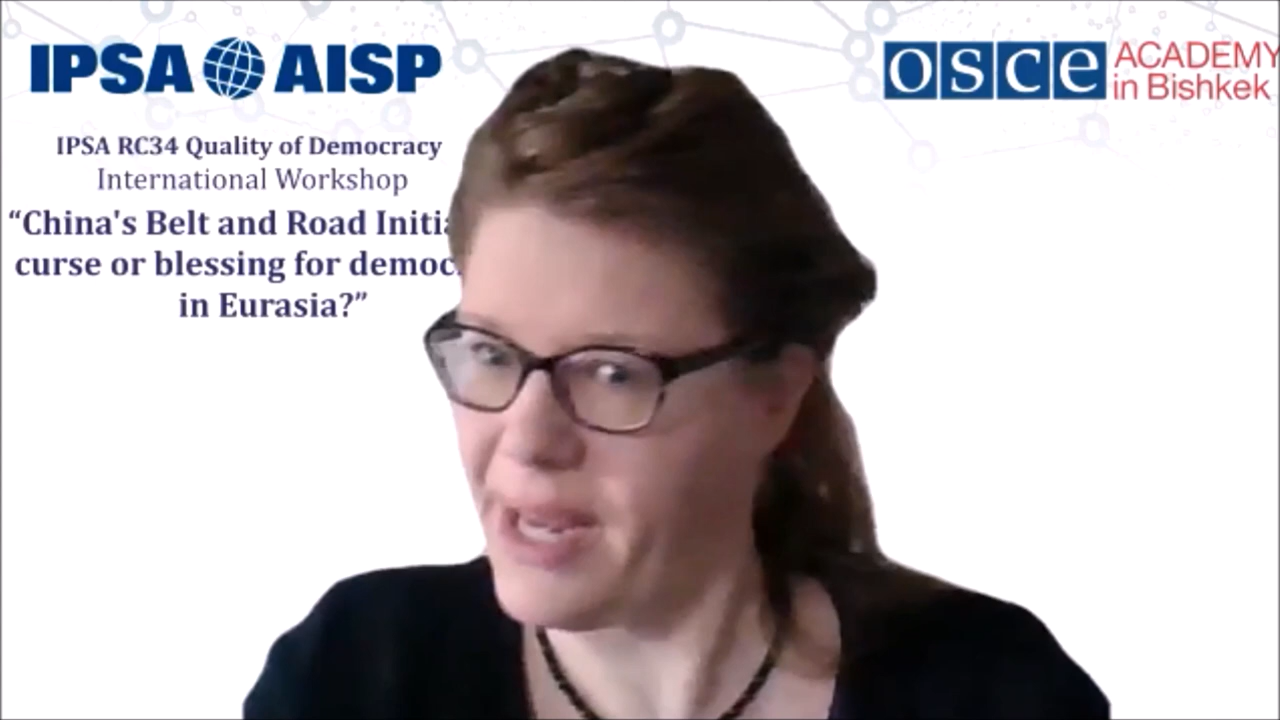 IPSA AISP
osce ACADEMY
in Bishkek
IPSA RC34 Quality of Democracy
International Workshop
“China's Belt and Road
curse or blessing for
in Eurasia?”